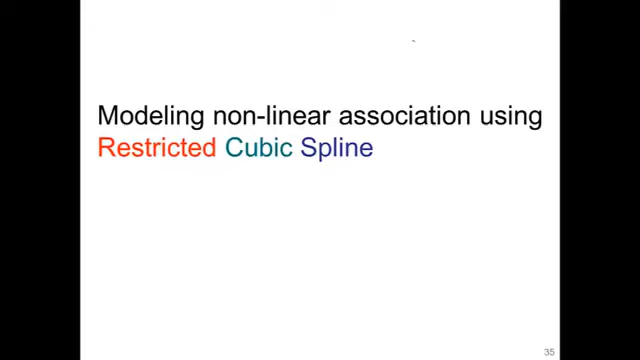 Modeling non-linear association using
Restricted Cubic Spline
35